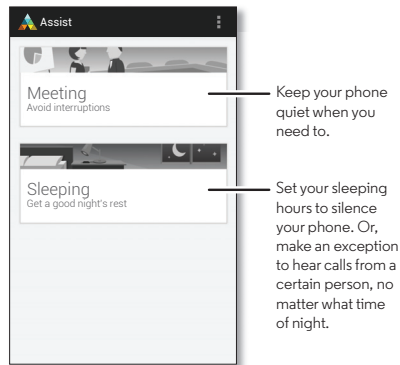 Assist
Meeting
Avoid interruptions
Keep your phone
quiet when you
need to.
Sleeping
Get a good night's rest
Set your sleeping
hours to silence
your phone. Or,
make an exception
to hear calls from a
certain person, no
matter what time
of night.